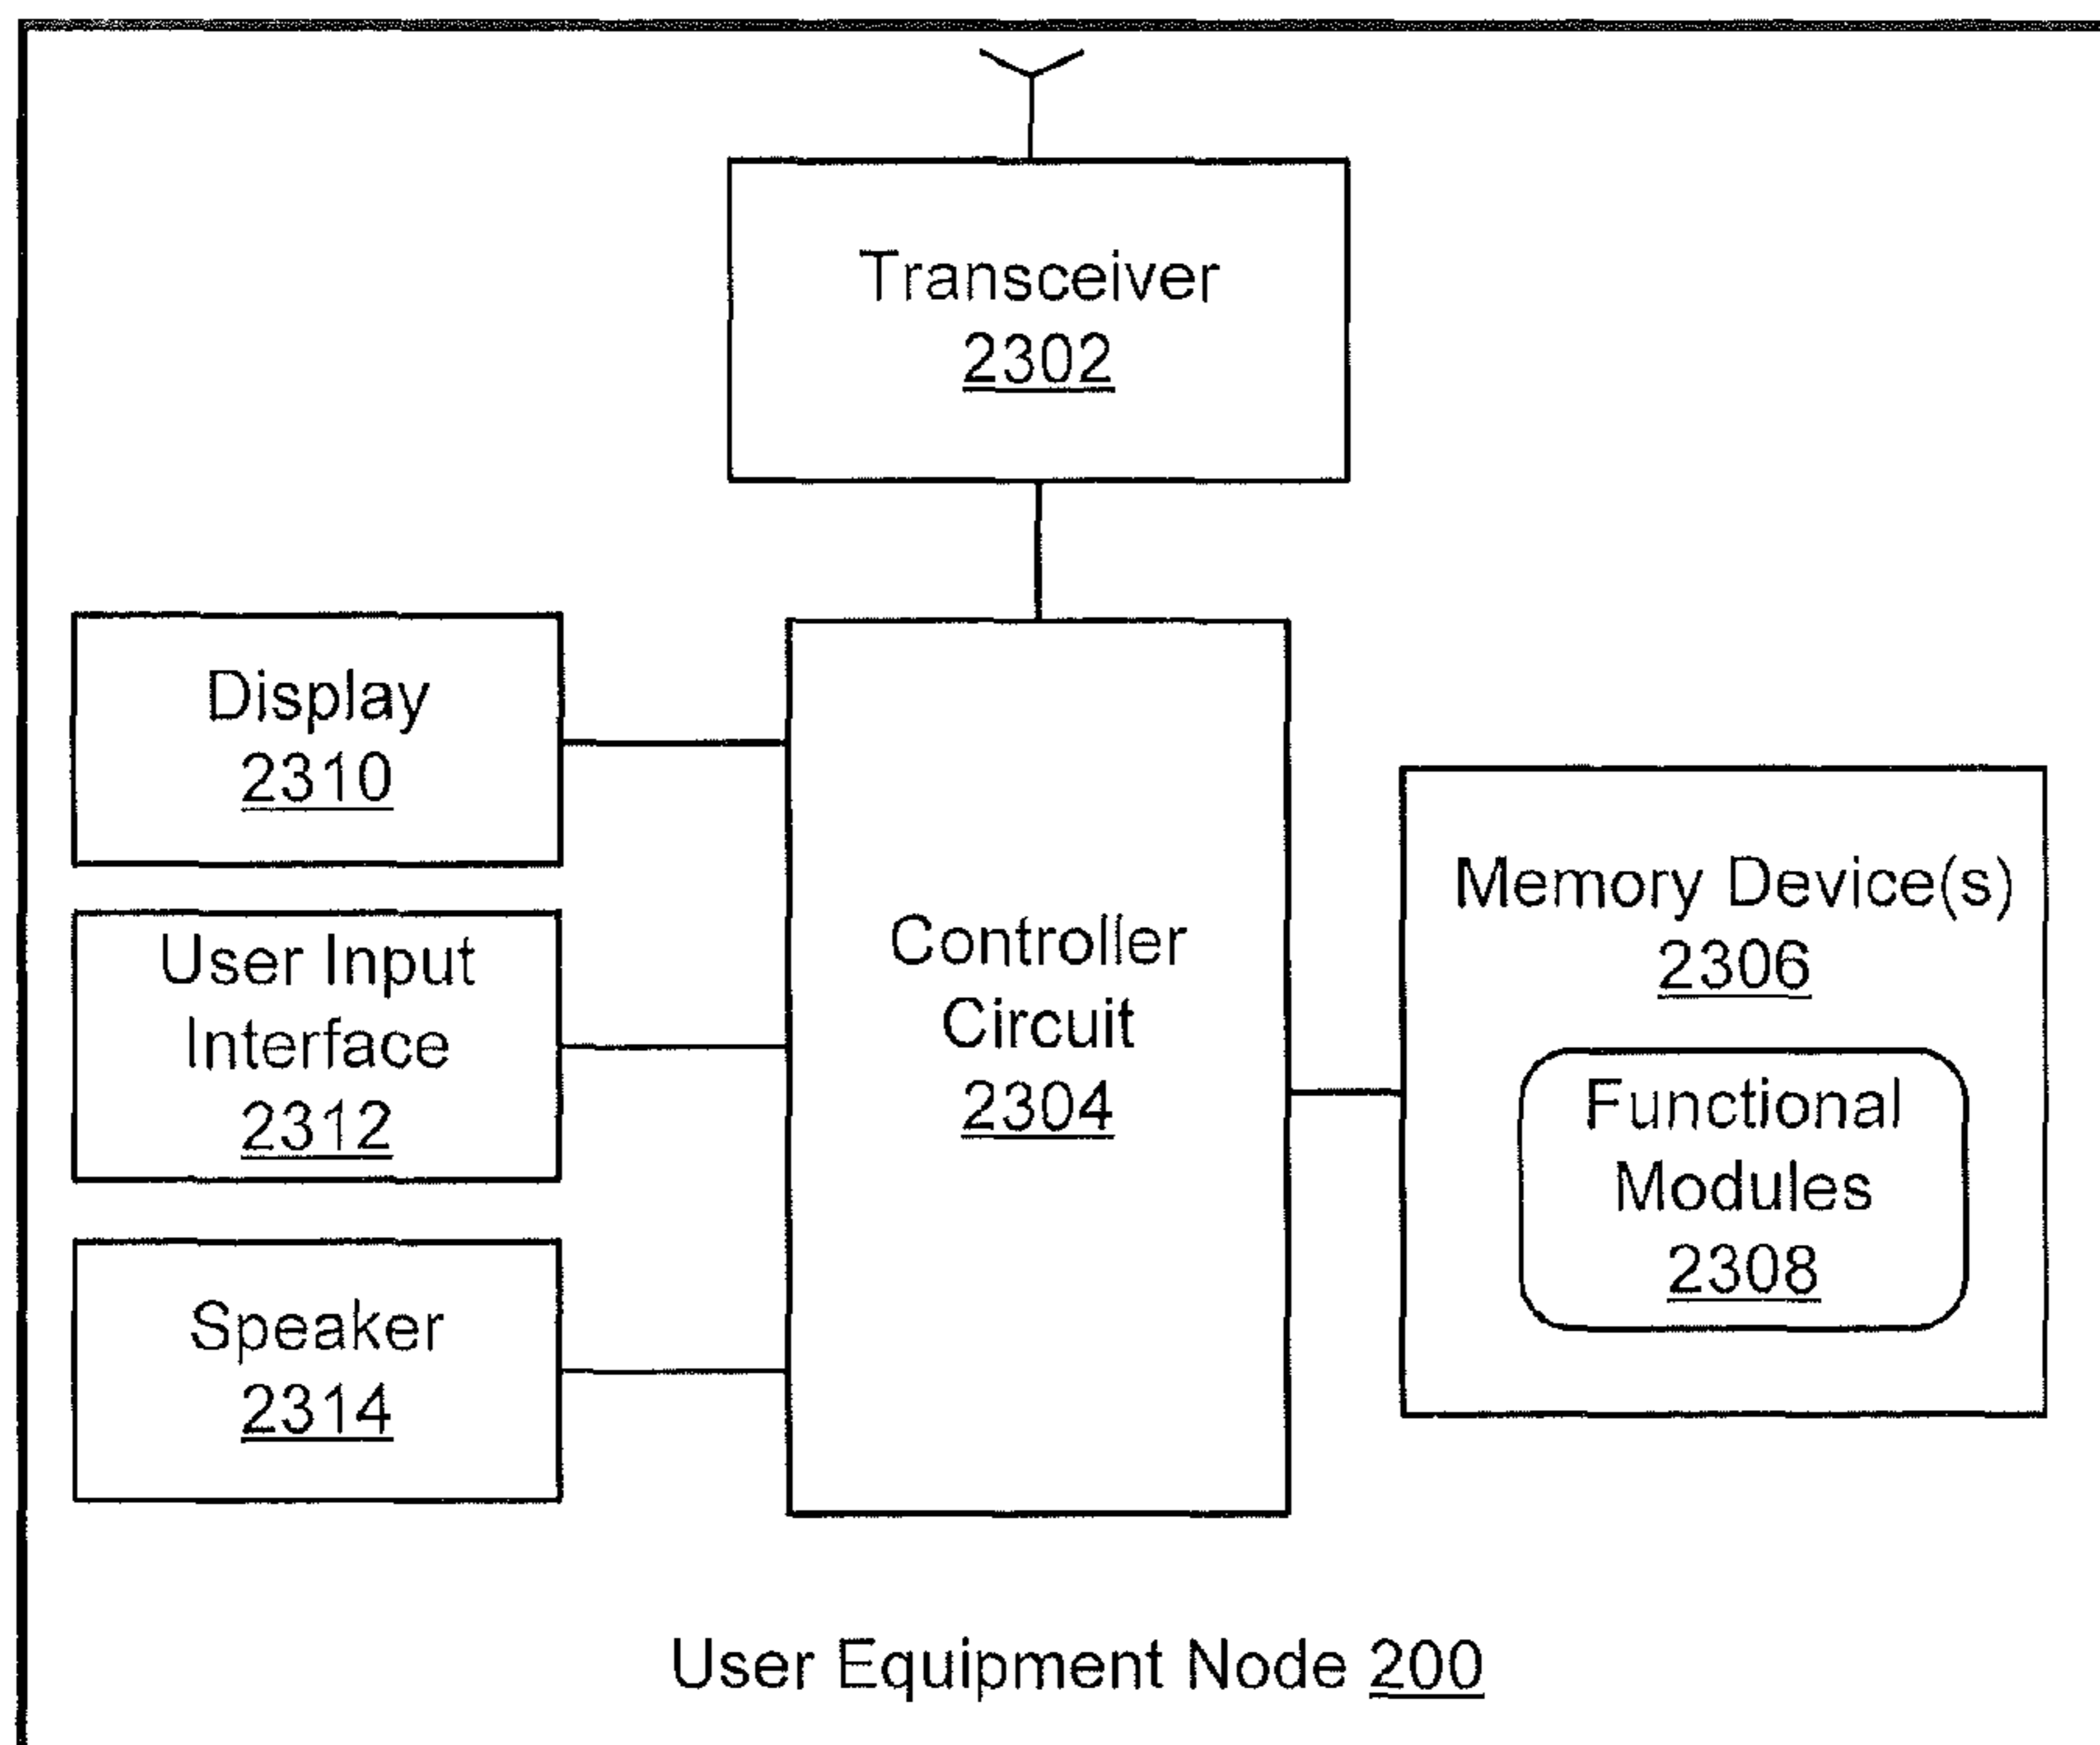 Transceiver
2302
Display
2310
User Input
Interface
2312
Speaker
2314
Controller
Circuit
2304
Memory Device(s)
2306
Functional
Modules
2308
User Equipment Node 200